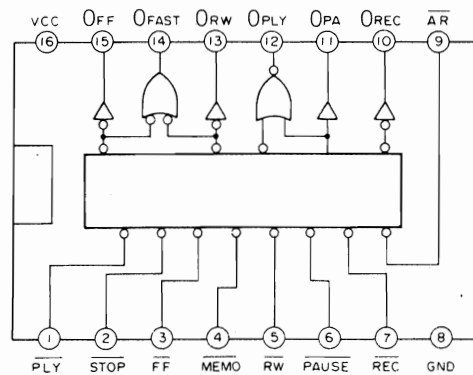 VCC OFF OFAST ORW OPLY OPA OREC AR
16 15 14 13 12 11 10 9
1 2 3 4 5 6 7 8
PLY STOP FF MEMO RW PAUSE REC GND